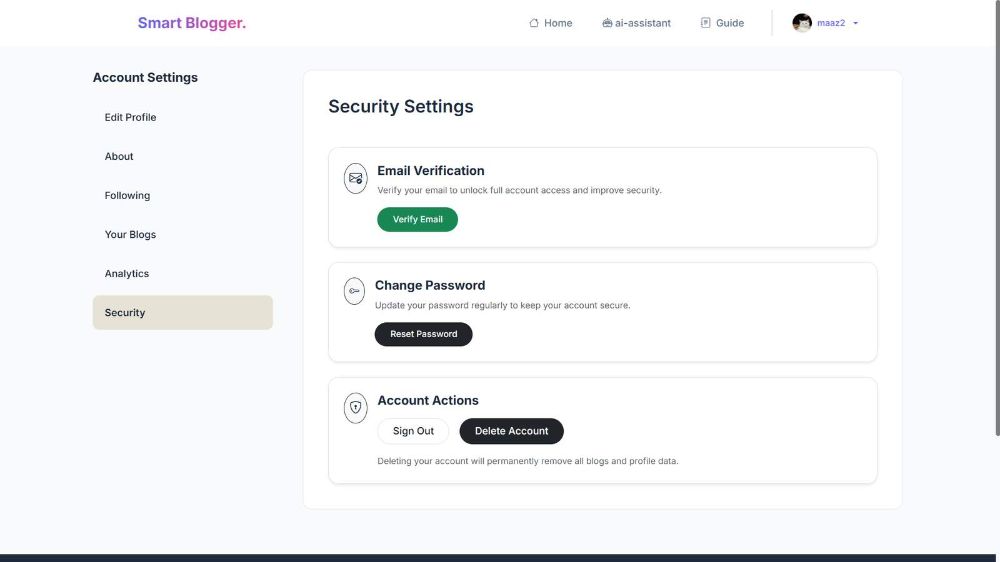 Smart Blogger.
Home
ai-assistant
Guide
maaz2
Account Settings
Edit Profile
About
Following
Your Blogs
Analytics
Security
Security Settings
Email Verification
Verify your email to unlock full account access and improve security.
Verify Email
Change Password
Update your password regularly to keep your account secure.
Reset Password
Account Actions
Sign Out
Delete Account
Deleting your account will permanently remove all blogs and profile data.